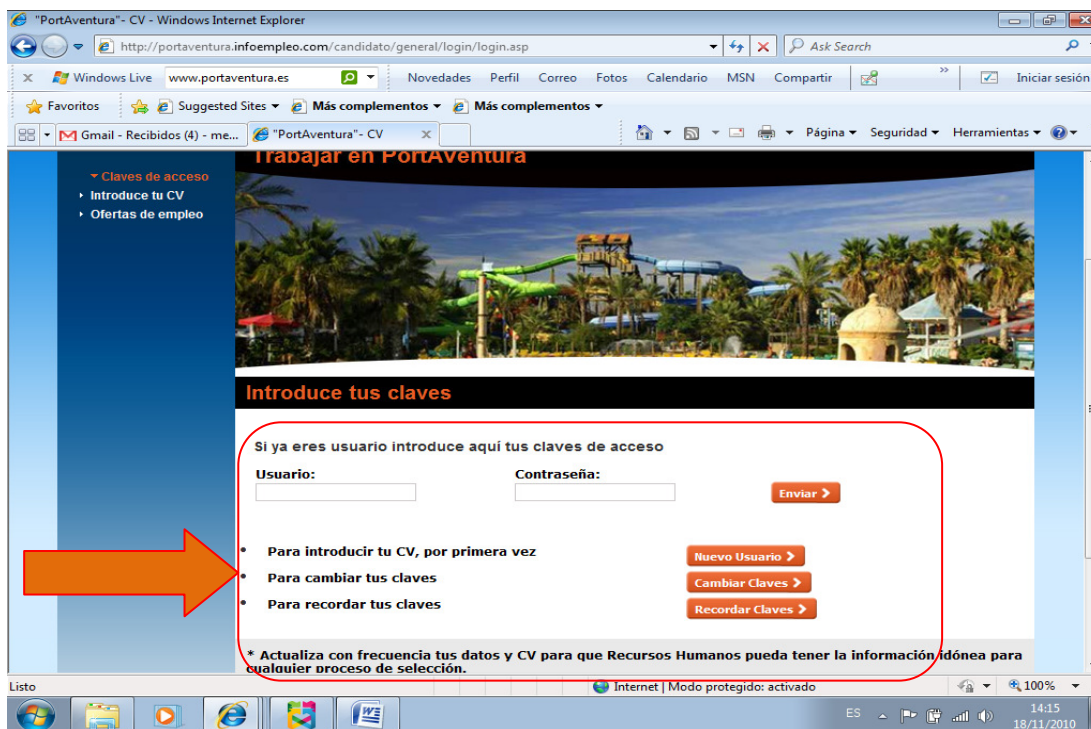 "PortAventura"- CV - Windows Internet Explorer
http://portaventura.infoempleo.com/candidato/general/login/login.asp
Ask Search
Windows Live www.portaventura.es Novedades Perfil Correo Fotos Calendario MSN Compartir » Iniciar sesión
Favoritos Suggested Sites Más complementos Más complementos
Gmail - Recibidos (4) - me... "PortAventura"- CV x Página Seguridad Herramientas
Trabajar en PortAventura
Claves de acceso
Introduce tu CV
Ofertas de empleo
Introduce tus claves
Si ya eres usuario introduce aquí tus claves de acceso
Usuario: Contraseña:
Enviar
• Para introducir tu CV, por primera vez Nuevo Usuario
• Para cambiar tus claves Cambiar Claves
• Para recordar tus claves Recordar Claves
* Actualiza con frecuencia tus datos y CV para que Recursos Humanos pueda tener la información idónea para
cualquier proceso de selección.
Listo Internet | Modo protegido: activado 100%
ES 14:15
18/11/2010